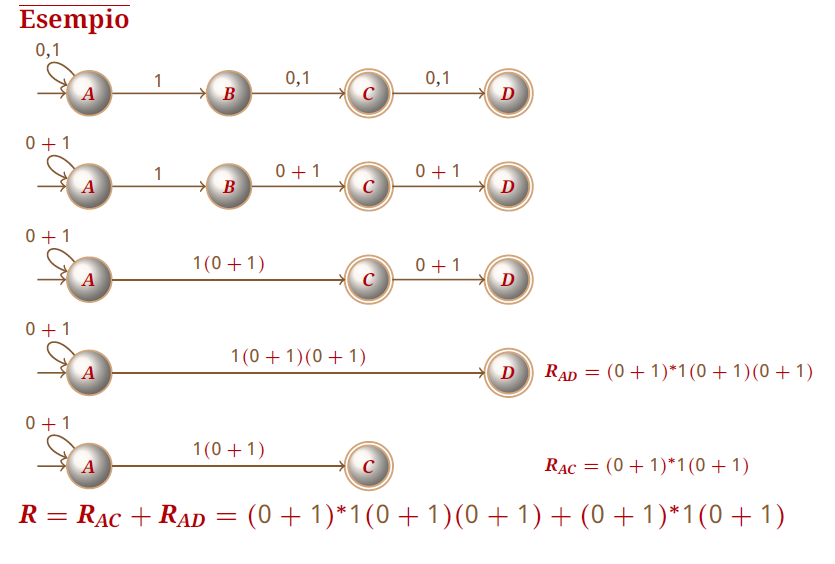 Esempio
0,1
A 1 B 0,1 C 0,1 D
0 + 1
A 1 B 0 + 1 C 0 + 1 D
0 + 1
A 1(0 + 1) C 0 + 1 D
0 + 1
A 1(0 + 1)(0 + 1) D R_AD = (0 + 1)*1(0 + 1)(0 + 1)
0 + 1
A 1(0 + 1) C R_AC = (0 + 1)*1(0 + 1)
R = R_AC + R_AD = (0 + 1)*1(0 + 1)(0 + 1) + (0 + 1)*1(0 + 1)